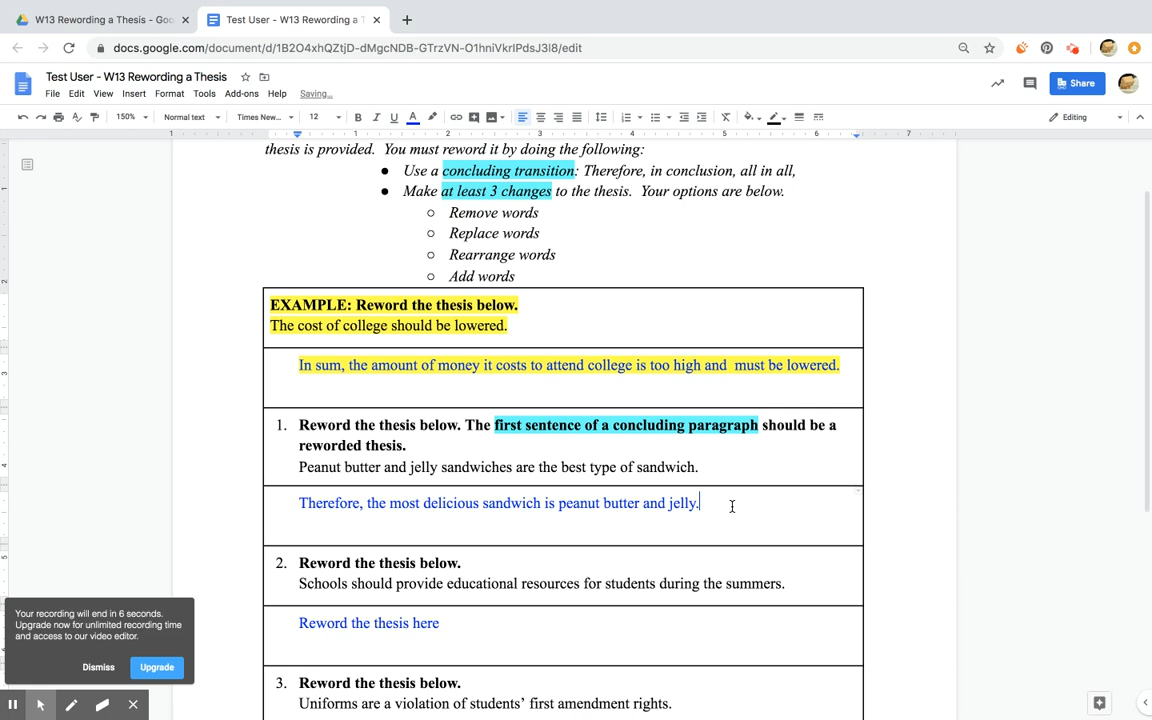 W13 Rewording a Thesis - Goo
Test User - W13 Rewording a T
docs.google.com/document/d/1B2O4xhQZtjD-dMgcNDB-GTrzVN-O1hniVkrlPdsJ3l8/edit
Test User - W13 Rewording a Thesis
File Edit View Insert Format Tools Add-ons Help Saving...
Share
150% Normal text Times New... 12 B I U A Editing
1 1 2 3 4 5 6 7
thesis is provided. You must reword it by doing the following:
● Use a concluding transition: Therefore, in conclusion, all in all,
● Make at least 3 changes to the thesis. Your options are below.
○ Remove words
○ Replace words
○ Rearrange words
○ Add words
EXAMPLE: Reword the thesis below.
The cost of college should be lowered.
In sum, the amount of money it costs to attend college is too high and  must be lowered.
1. Reword the thesis below. The first sentence of a concluding paragraph should be a
reworded thesis.
Peanut butter and jelly sandwiches are the best type of sandwich.
Therefore, the most delicious sandwich is peanut butter and jelly.
2. Reword the thesis below.
Schools should provide educational resources for students during the summers.
Reword the thesis here
3. Reword the thesis below.
Uniforms are a violation of students' first amendment rights.
Your recording will end in 6 seconds.
Upgrade now for unlimited recording time
and access to our video editor.
Dismiss Upgrade